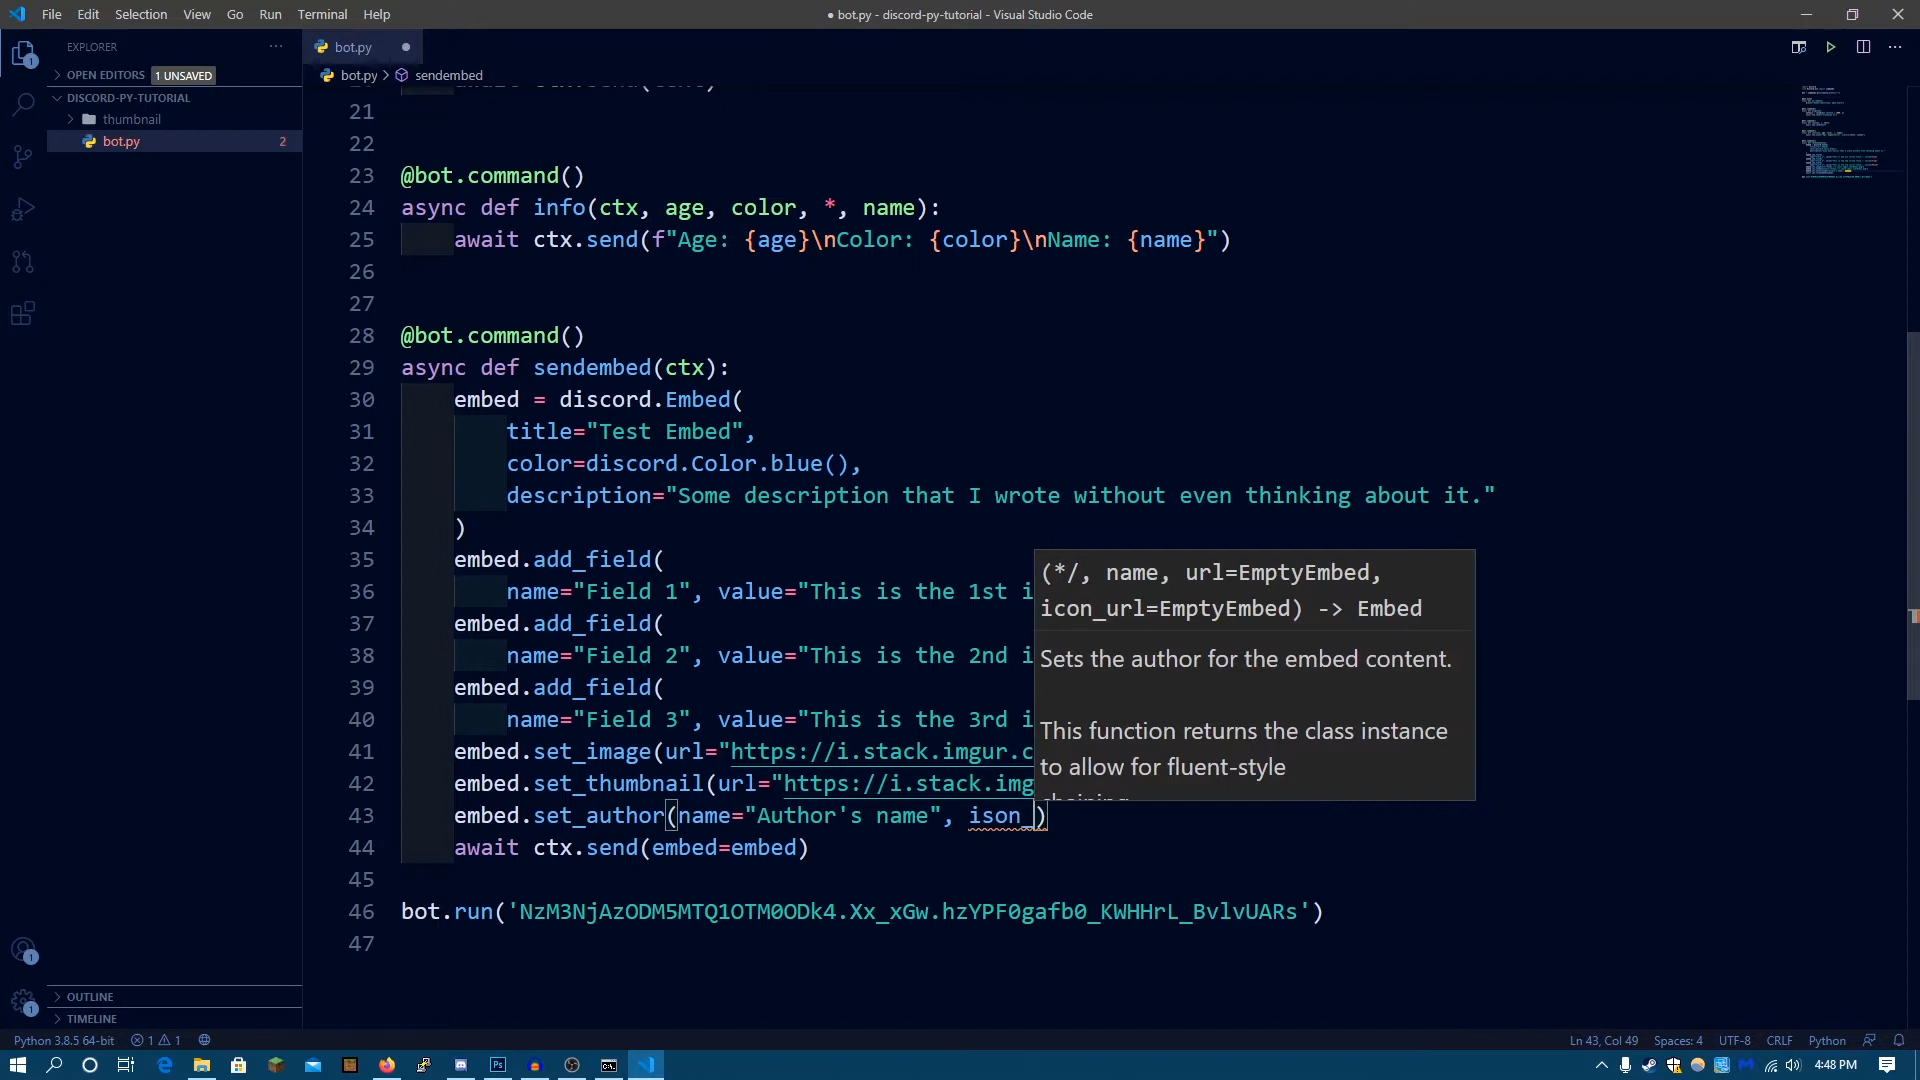 File Edit Selection View Go Run Terminal Help
● bot.py - discord-py-tutorial - Visual Studio Code
EXPLORER
bot.py
OPEN EDITORS 1 UNSAVED
bot.py > sendembed
DISCORD-PY-TUTORIAL
thumbnail
bot.py 2
21
22
23 @bot.command()
24 async def info(ctx, age, color, *, name):
25 await ctx.send(f"Age: {age}\nColor: {color}\nName: {name}")
26
27
28 @bot.command()
29 async def sendembed(ctx):
30 embed = discord.Embed(
31 title="Test Embed",
32 color=discord.Color.blue(),
33 description="Some description that I wrote without even thinking about it."
34 )
35 embed.add_field(
36 name="Field 1", value="This is the 1st i
37 embed.add_field(
38 name="Field 2", value="This is the 2nd i
39 embed.add_field(
40 name="Field 3", value="This is the 3rd i
41 embed.set_image(url="https://i.stack.imgur.c
42 embed.set_thumbnail(url="https://i.stack.img
43 embed.set_author(name="Author's name", ison_)
44 await ctx.send(embed=embed)
45
46 bot.run('NzM3NjAzODM5MTQ1OTM0ODk4.Xx_xGw.hzYPF0gafb0_KWHHrL_BvlvUARs')
47
(*/, name, url=EmptyEmbed,
icon_url=EmptyEmbed) -> Embed
Sets the author for the embed content.
This function returns the class instance
to allow for fluent-style
chaining
OUTLINE
TIMELINE
Python 3.8.5 64-bit 1 1
Ln 43, Col 49 Spaces: 4 UTF-8 CRLF Python
4:48 PM